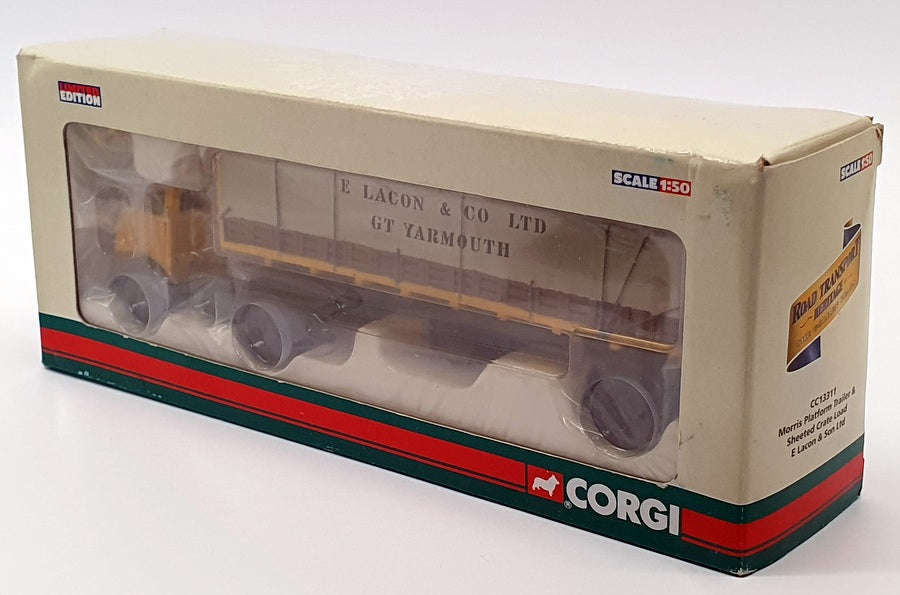 LIMITED
EDITION
E LACON & CO LTD
GT YARMOUTH
SCALE 1:50
CORGI
®
SCALE 1:50
ROAD TRANSPORT
HERITAGE
CC13311
Morris Platform Trailer &
Sheeted Crate Load
E Lacon & Son Ltd